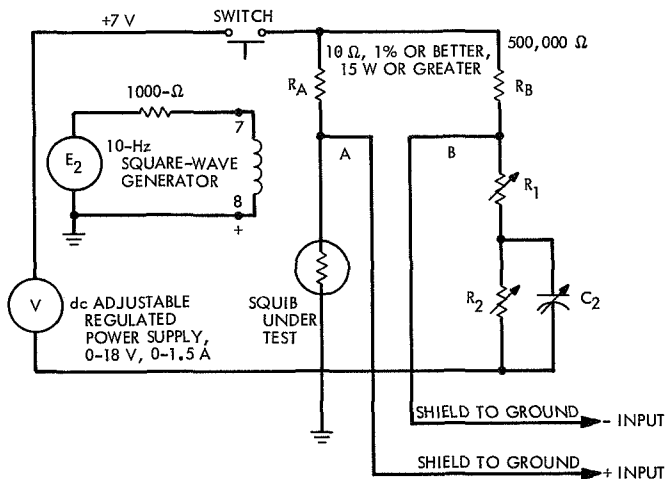 SWITCH
+7 V
10 Ω, 1% OR BETTER,
15 W OR GREATER
500,000 Ω
RA
RB
1000-Ω
7
E2
10-Hz
SQUARE-WAVE
GENERATOR
8
+
A
B
R1
V
dc ADJUSTABLE
REGULATED
POWER SUPPLY,
0-18 V, 0-1.5 A
SQUIB
UNDER
TEST
R2
C2
SHIELD TO GROUND
- INPUT
SHIELD TO GROUND
+ INPUT